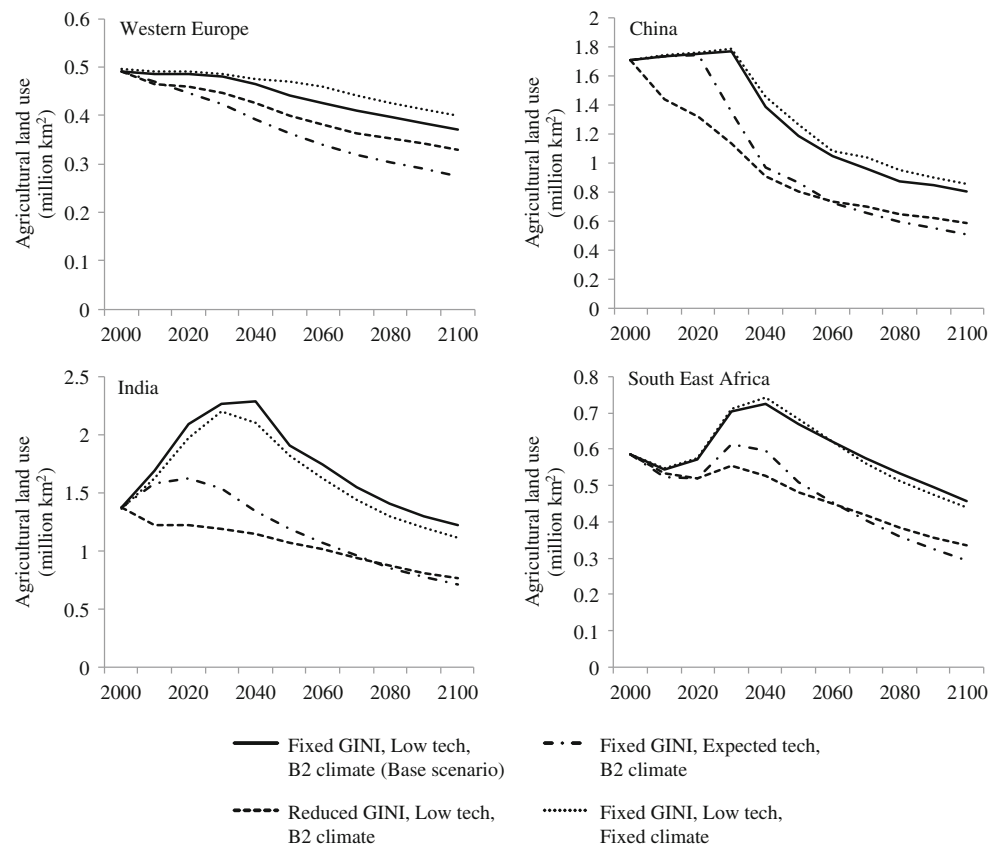 Western Europe
Agricultural land use
(million km²)
0.6
0.5
0.4
0.3
0.2
0.1
0
2000 2020 2040 2060 2080 2100
China
Agricultural land use
(million km²)
2
1.8
1.6
1.4
1.2
1
0.8
0.6
0.4
0.2
0
2000 2020 2040 2060 2080 2100
India
Agricultural land use
(million km²)
2.5
2
1.5
1
0.5
0
2000 2020 2040 2060 2080 2100
South East Africa
Agricultural land use
(million km²)
0.8
0.7
0.6
0.5
0.4
0.3
0.2
0.1
0
2000 2020 2040 2060 2080 2100
Fixed GINI, Low tech,
B2 climate (Base scenario)
Fixed GINI, Expected tech,
B2 climate
Reduced GINI, Low tech,
B2 climate
Fixed GINI, Low tech,
Fixed climate